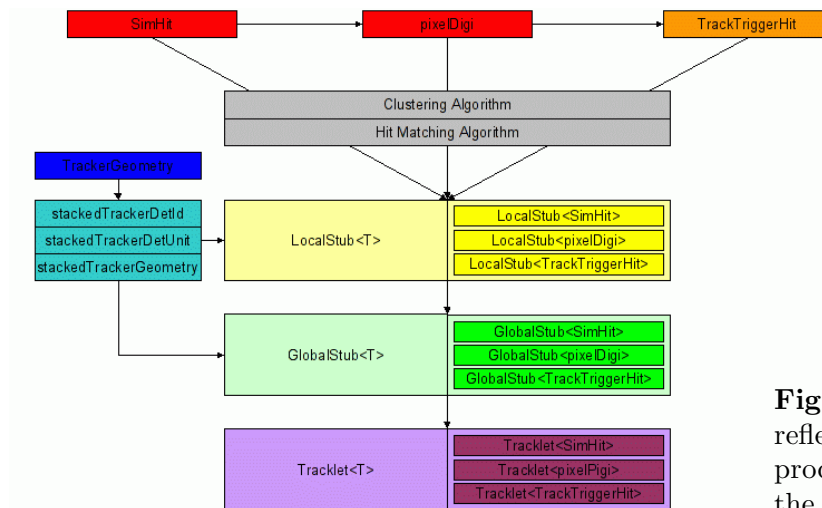 SimHit
pixelDigi
TrackTriggerHit
Clustering Algorithm
Hit Matching Algorithm
TrackerGeometry
stackedTrackerDetId
stackedTrackerDetUnit
stackedTrackerGeometry
LocalStub<T>
LocalStub<SimHit>
LocalStub<pixelDigi>
LocalStub<TrackTriggerHit>
GlobalStub<T>
GlobalStub<SimHit>
GlobalStub<pixelDigi>
GlobalStub<TrackTriggerHit>
Tracklet<T>
Tracklet<SimHit>
Tracklet<pixelPigi>
Tracklet<TrackTriggerHit>
Fig
refle
proc
the